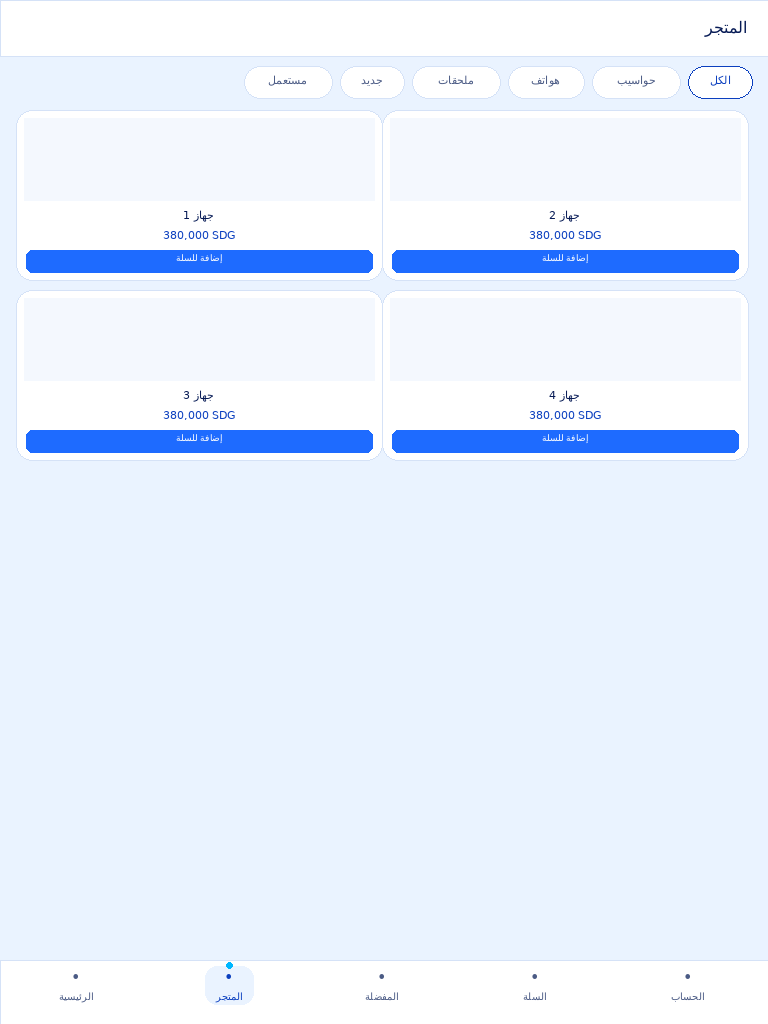 المتجر
الكل
حواسيب
هواتف
ملحقات
جديد
مستعمل
جهاز 2
380,000 SDG
إضافة للسلة
جهاز 1
380,000 SDG
إضافة للسلة
جهاز 4
380,000 SDG
إضافة للسلة
جهاز 3
380,000 SDG
إضافة للسلة
الحساب
السلة
المفضلة
المتجر
الرئيسية